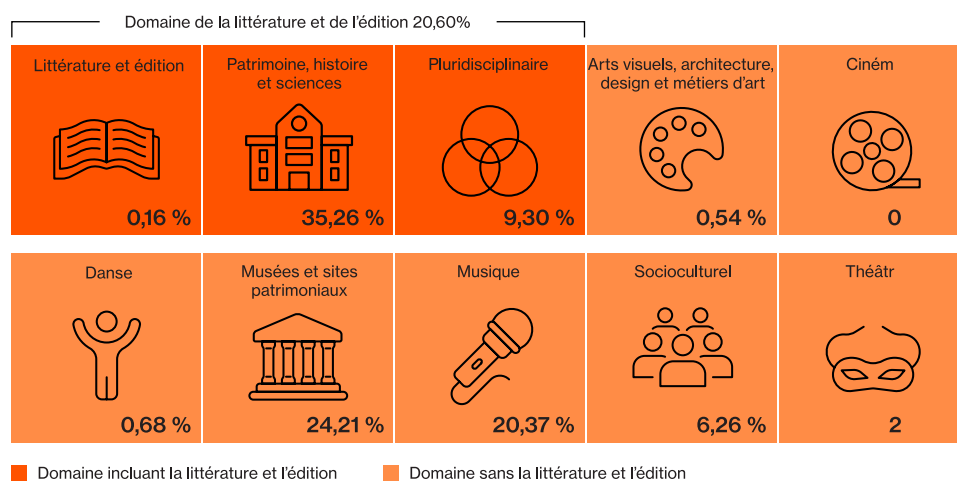 Domaine de la littérature et de l'édition 20,60%
Littérature et édition
0,16 %
Patrimoine, histoire
et sciences
35,26 %
Pluridisciplinaire
9,30 %
Arts visuels, architecture,
design et métiers d'art
0,54 %
Ciném
0
Danse
0,68 %
Musées et sites
patrimoniaux
24,21 %
Musique
20,37 %
Socioculturel
6,26 %
Théâtr
2
Domaine incluant la littérature et l'édition
Domaine sans la littérature et l'édition